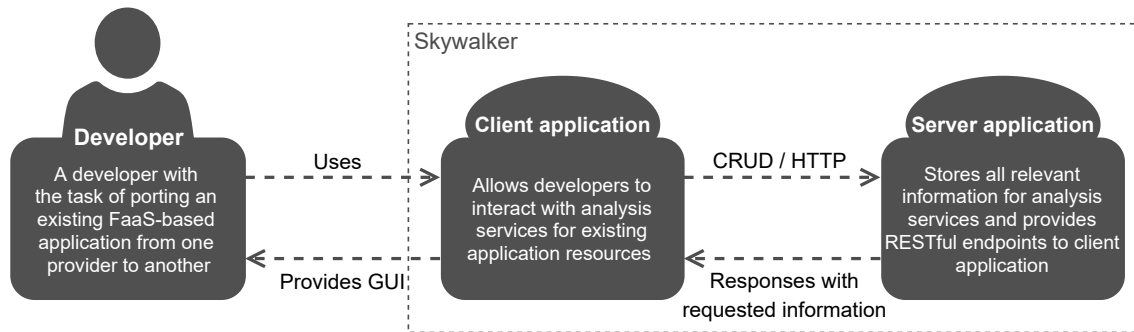 Skywalker
Developer
A developer with
the task of porting an
existing FaaS-based
application from one
provider to another
Uses
Provides GUI
Client application
Allows developers to
interact with analysis
services for existing
application resources
CRUD / HTTP
Responses with
requested information
Server application
Stores all relevant
information for analysis
services and provides
RESTful endpoints to client
application